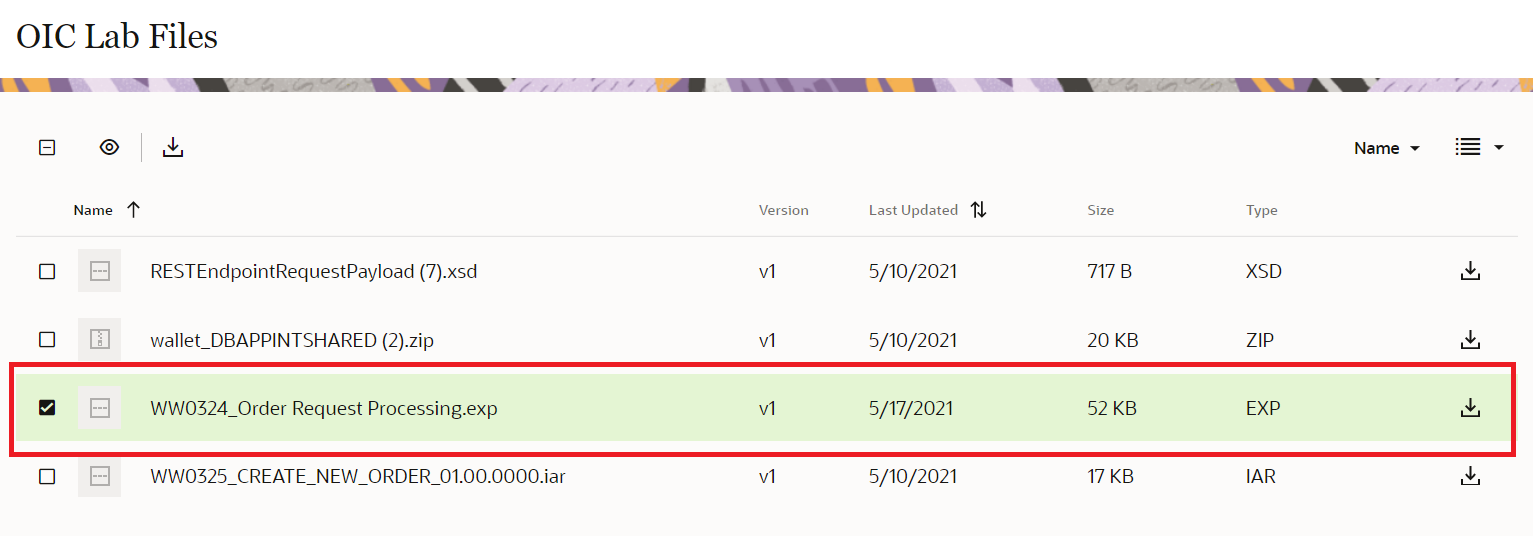 OIC Lab Files
Name
Name Version Last Updated Size Type
RESTEndpointRequestPayload (7).xsd v1 5/10/2021 717 B XSD
wallet_DBAPPINTSHARED (2).zip v1 5/10/2021 20 KB ZIP
WW0324_Order Request Processing.exp v1 5/17/2021 52 KB EXP
WW0325_CREATE_NEW_ORDER_01.00.0000.iar v1 5/10/2021 17 KB IAR